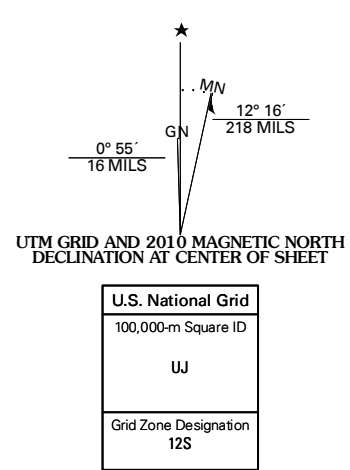 ★
MN
GN
12° 16´
218 MILS
0° 55´
16 MILS
UTM GRID AND 2010 MAGNETIC NORTH
DECLINATION AT CENTER OF SHEET
U.S. National Grid
100,000-m Square ID
UJ
Grid Zone Designation
12S